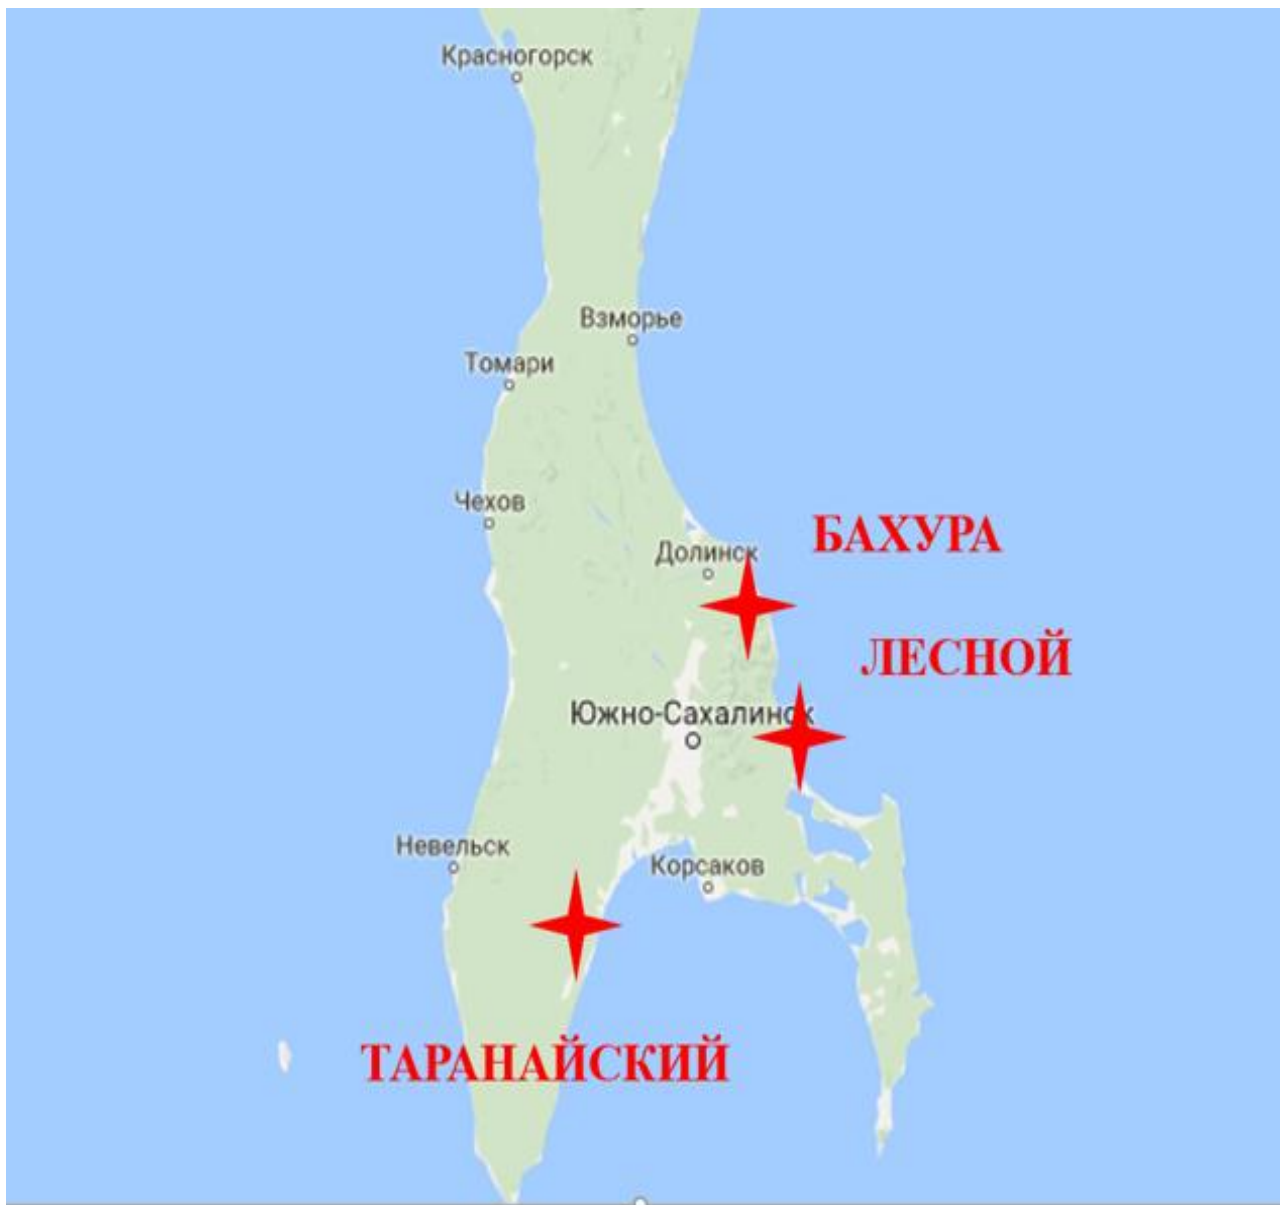 Красногорск
Взморье
Томари
Чехов
БАХУРА
Долинск
ЛЕСНОЙ
Южно-Сахалинск
Невельск
Корсаков
ТАРАНАЙСКИЙ